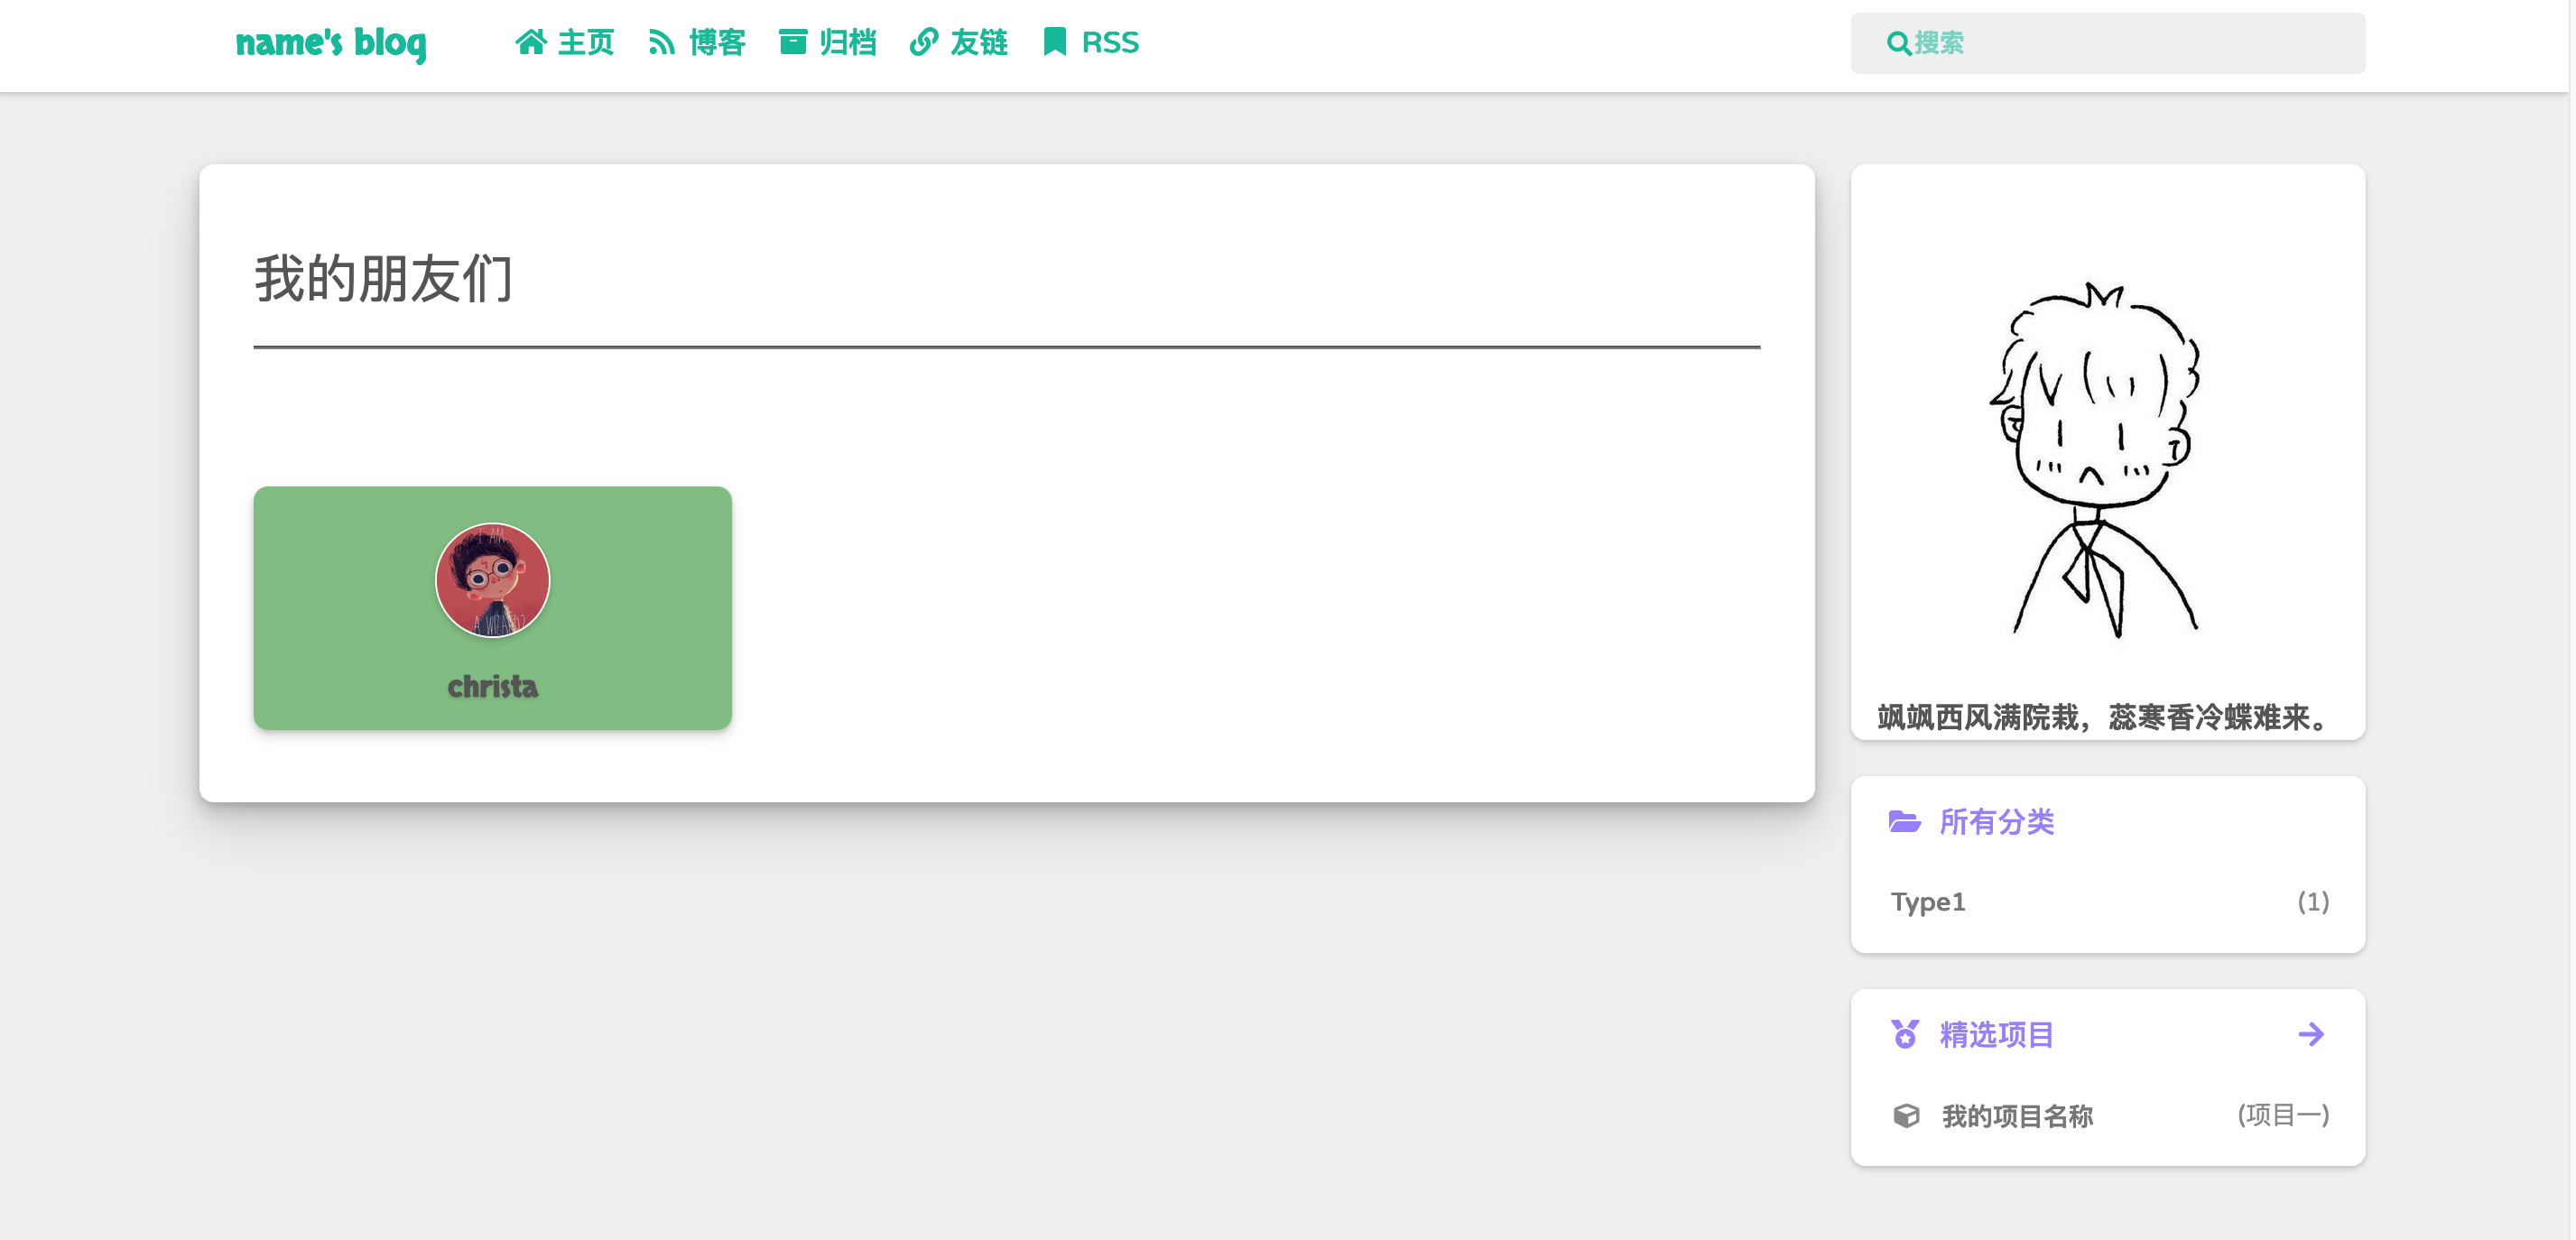 name's blog
主页 博客 归档 友链 RSS
搜索
我的朋友们
I AM
A WIZARD?
christa
飒飒西风满院栽，蕊寒香冷蝶难来。
所有分类
Type1 (1)
精选项目
我的项目名称 (项目一)